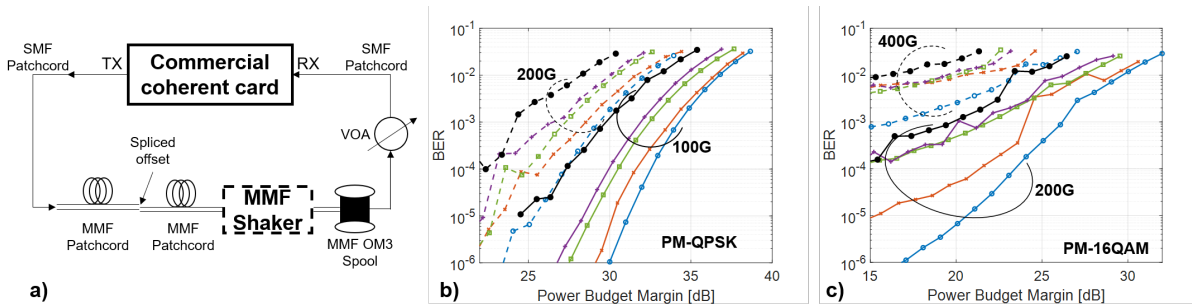 SMF
Patchcord
TX
Commercial
coherent card
RX
SMF
Patchcord
VOA
Spliced
offset
MMF
Patchcord
MMF
Patchcord
MMF
Shaker
MMF OM3
Spool
a)
10-1
10-2
10-3
10-4
10-5
10-6
BER
200G
100G
PM-QPSK
25
30
35
40
Power Budget Margin [dB]
b)
10-1
10-2
10-3
10-4
10-5
10-6
BER
400G
200G
PM-16QAM
15
20
25
30
Power Budget Margin [dB]
c)